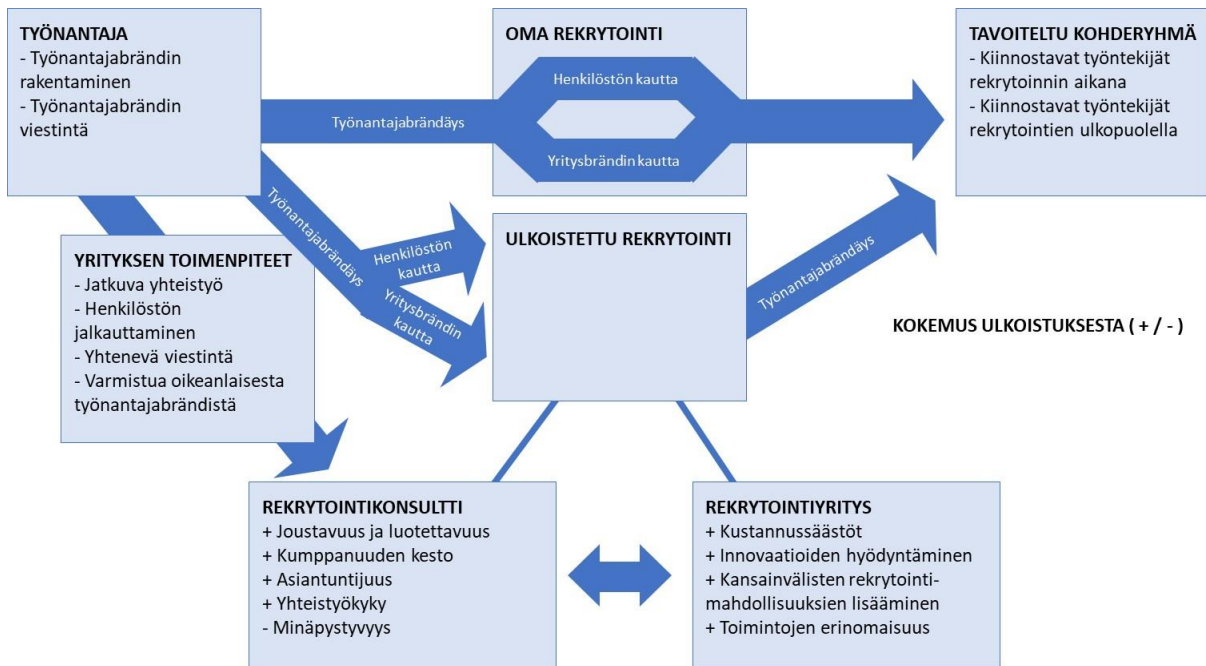 TYÖNANTAJA
- Työnantajabrändin
rakentaminen
- Työnantajabrändin
viestintä
OMA REKRYTOINTI
Henkilöstön kautta
Työnantajabrändäys
Yritysbrändin kautta
TAVOITELTU KOHDERYHMÄ
- Kiinnostavat työntekijät
rekrytoinnin aikana
- Kiinnostavat työntekijät
rekrytointien ulkopuolella
YRITYKSEN TOIMENPITEET
- Jatkuva yhteistyö
- Henkilöstön
jalkauttaminen
- Yhtenevä viestintä
- Varmistua oikeanlaisesta
työnantajabrändistä
Työnantajabrändäys
Henkilöstön
kautta
Yritysbrändin
kautta
ULKOISTETTU REKRYTOINTI
Työnantajabrändäys
KOKEMUS ULKOISTUKSESTA ( + / - )
REKRYTOINTIKONSULTTI
+ Joustavuus ja luotettavuus
+ Kumppanuuden kesto
+ Asiantuntijuus
+ Yhteistyökyky
- Minäpystyvyys
REKRYTOINTIYRITYS
+ Kustannussäästöt
+ Innovaatioiden hyödyntäminen
+ Kansainvälisten rekrytointi-
mahdollisuuksien lisääminen
+ Toimintojen erinomaisuus